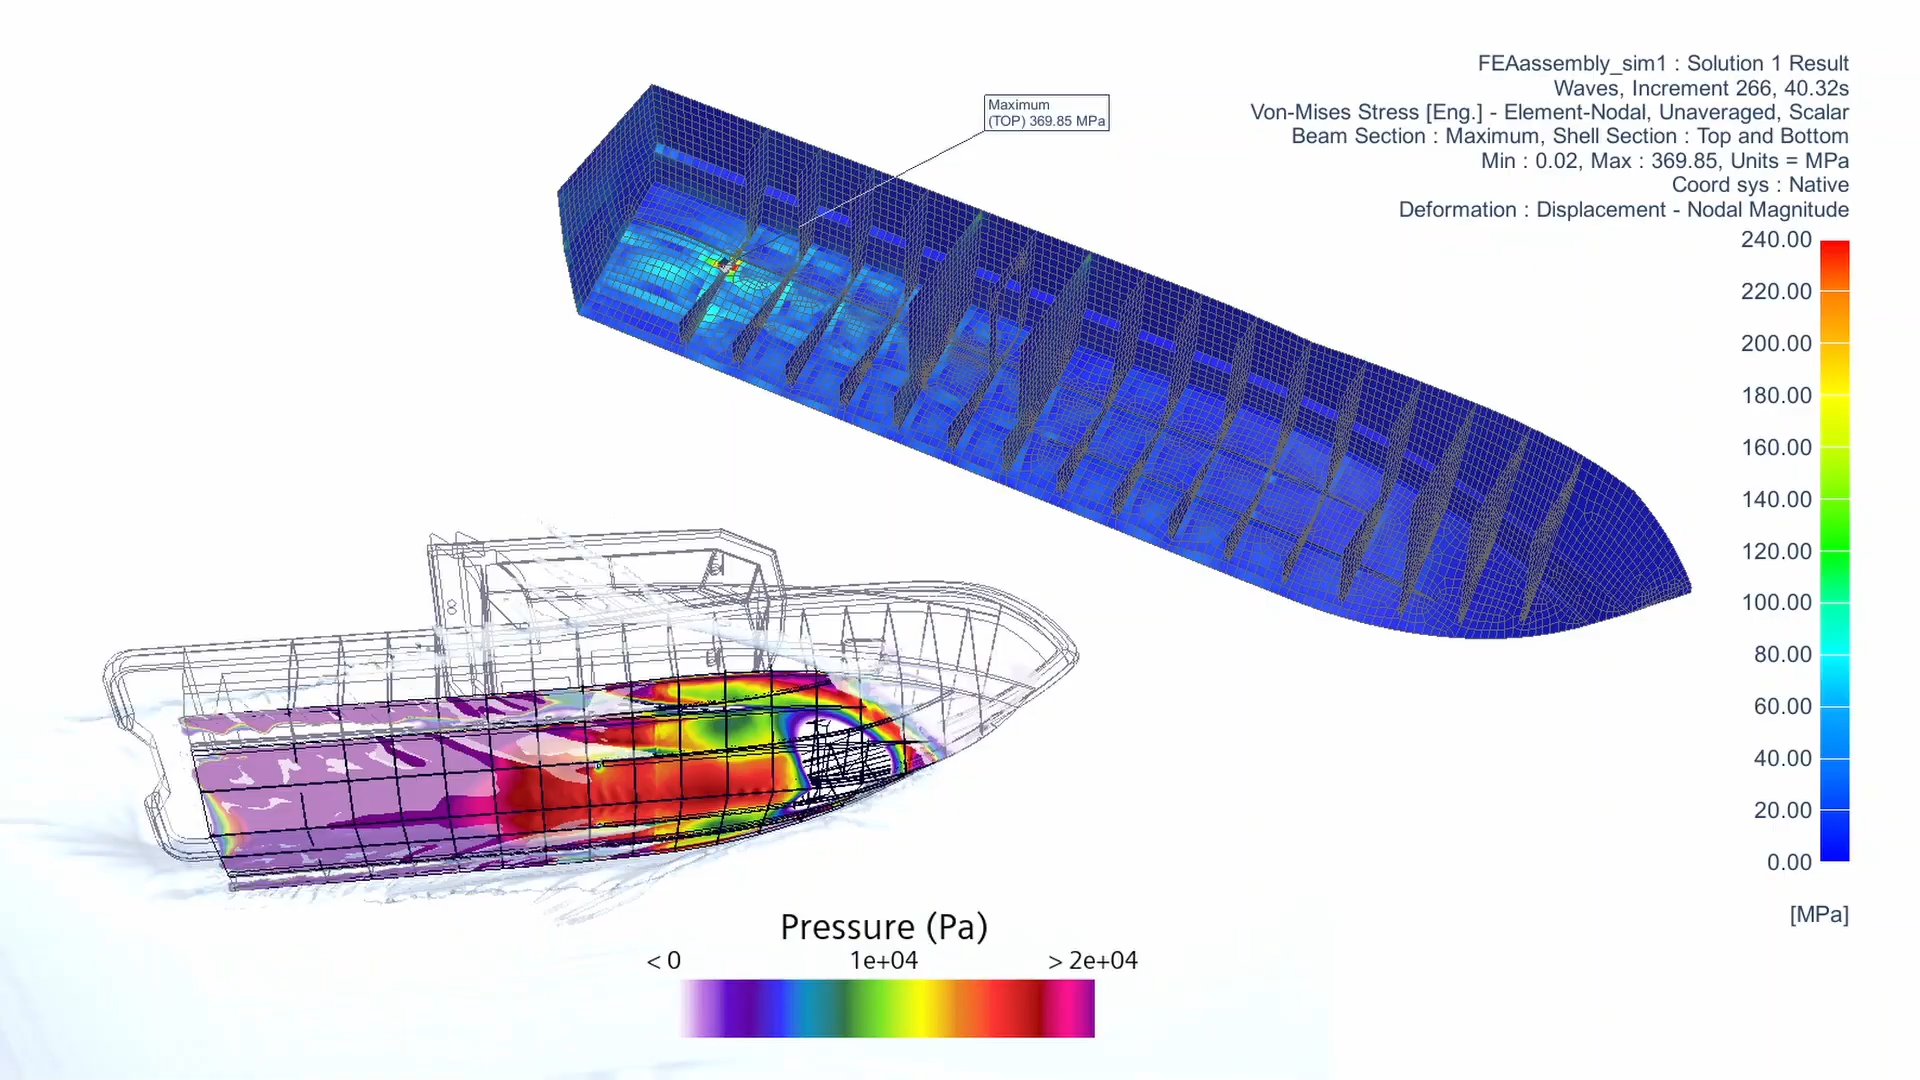 FEAassembly_sim1 : Solution 1 Result
Waves, Increment 266, 40.32s
Von-Mises Stress [Eng.] - Element-Nodal, Unaveraged, Scalar
Beam Section : Maximum, Shell Section : Top and Bottom
Min : 0.02, Max : 369.85, Units = MPa
Coord sys : Native
Deformation : Displacement - Nodal Magnitude
Maximum
(TOP) 369.85 MPa
240.00
220.00
200.00
180.00
160.00
140.00
120.00
100.00
80.00
60.00
40.00
20.00
0.00
[MPa]
Pressure (Pa)
< 0 1e+04 > 2e+04